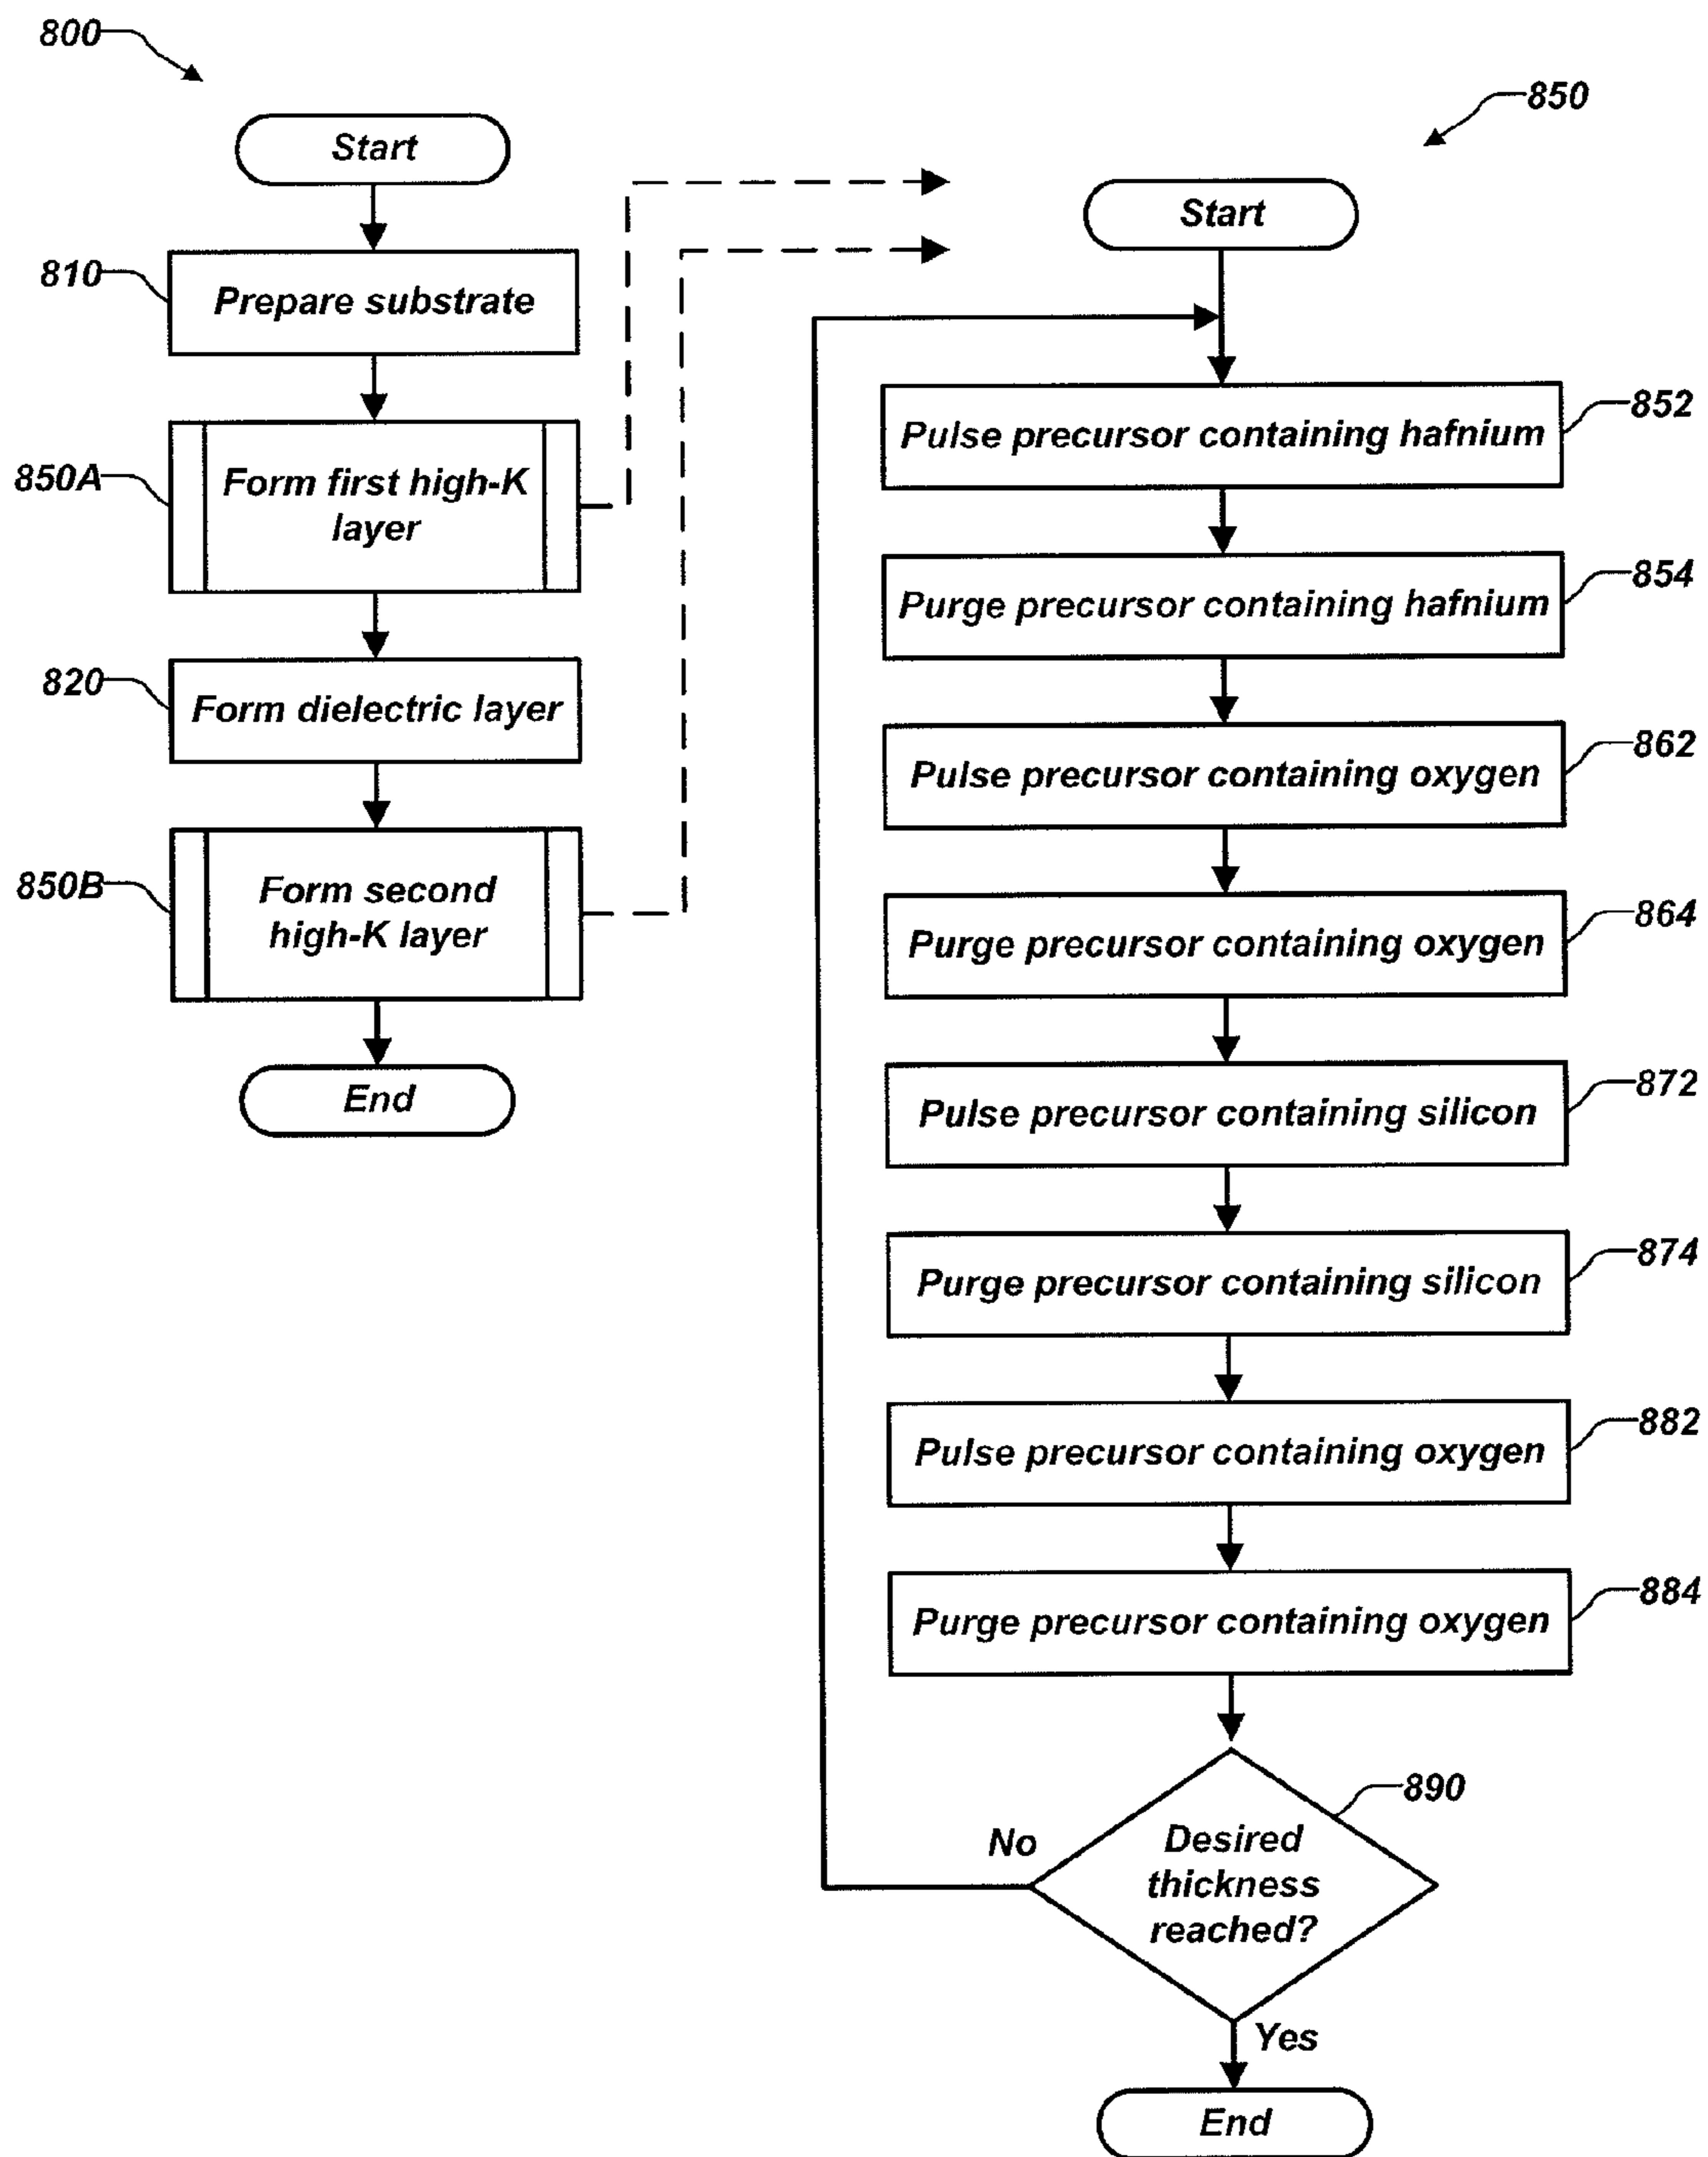 800
Start
810
Prepare substrate
850A
Form first high-K
layer
820
Form dielectric layer
850B
Form second
high-K layer
End
850
Start
852
Pulse precursor containing hafnium
854
Purge precursor containing hafnium
862
Pulse precursor containing oxygen
864
Purge precursor containing oxygen
872
Pulse precursor containing silicon
874
Purge precursor containing silicon
882
Pulse precursor containing oxygen
884
Purge precursor containing oxygen
890
No
Desired
thickness
reached?
Yes
End